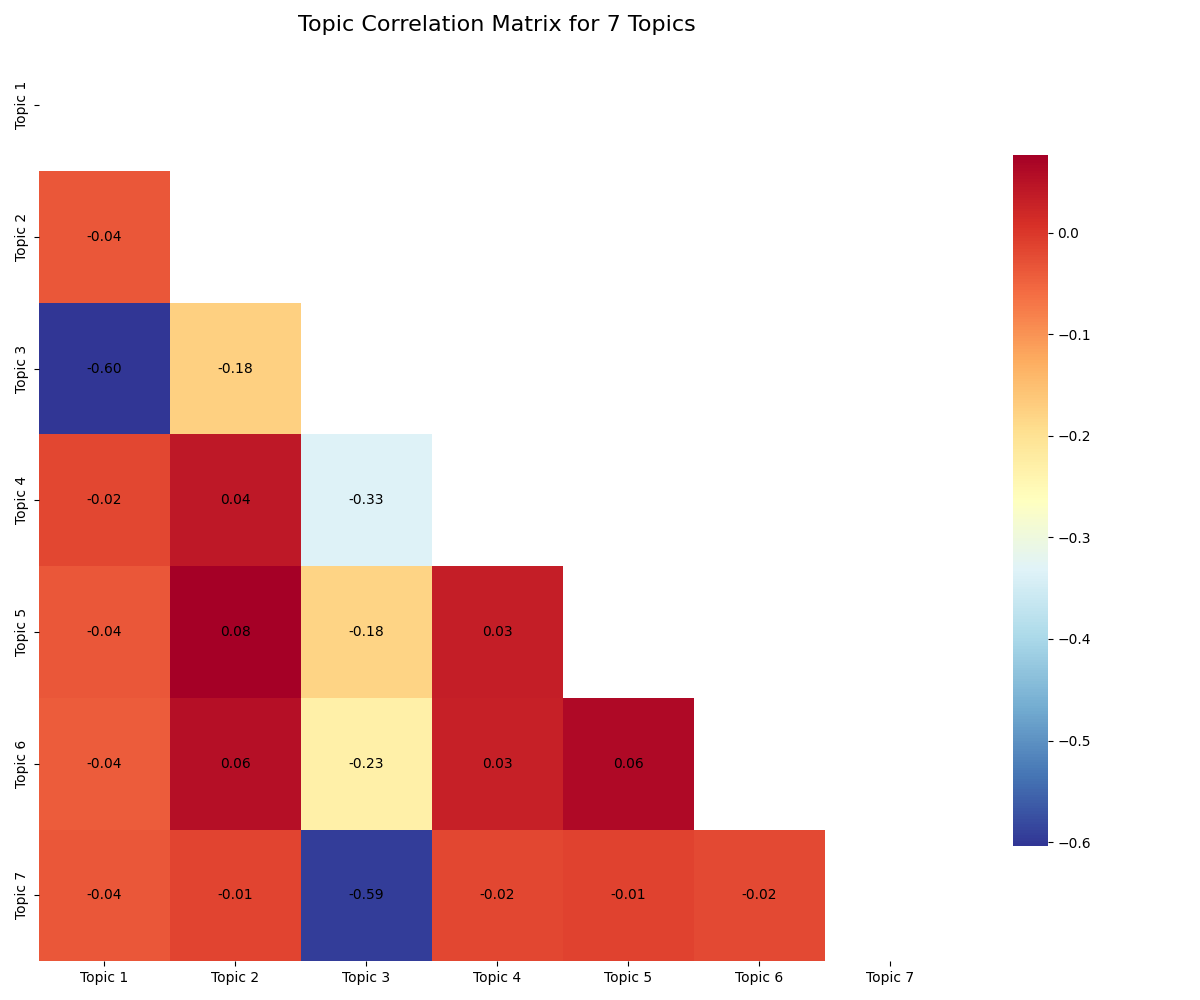 Topic Correlation Matrix for 7 Topics
Topic 1
Topic 2
-0.04
Topic 3
-0.60 -0.18
Topic 4
-0.02 0.04 -0.33
Topic 5
-0.04 0.08 -0.18 0.03
Topic 6
-0.04 0.06 -0.23 0.03 0.06
Topic 7
-0.04 -0.01 -0.59 -0.02 -0.01 -0.02
Topic 1 Topic 2 Topic 3 Topic 4 Topic 5 Topic 6 Topic 7
0.0
−0.1
−0.2
−0.3
−0.4
−0.5
−0.6